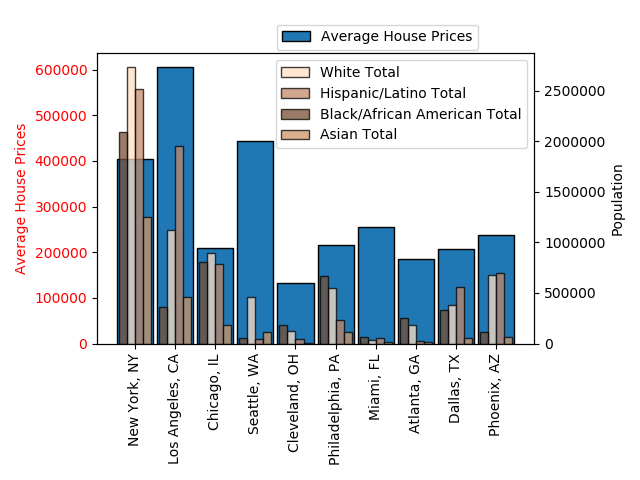 Average House Prices
White Total
Hispanic/Latino Total
Black/African American Total
Asian Total
Average House Prices
600000
500000
400000
300000
200000
100000
0
2500000
2000000
1500000
1000000
500000
0
Population
New York, NY
Los Angeles, CA
Chicago, IL
Seattle, WA
Cleveland, OH
Philadelphia, PA
Miami, FL
Atlanta, GA
Dallas, TX
Phoenix, AZ